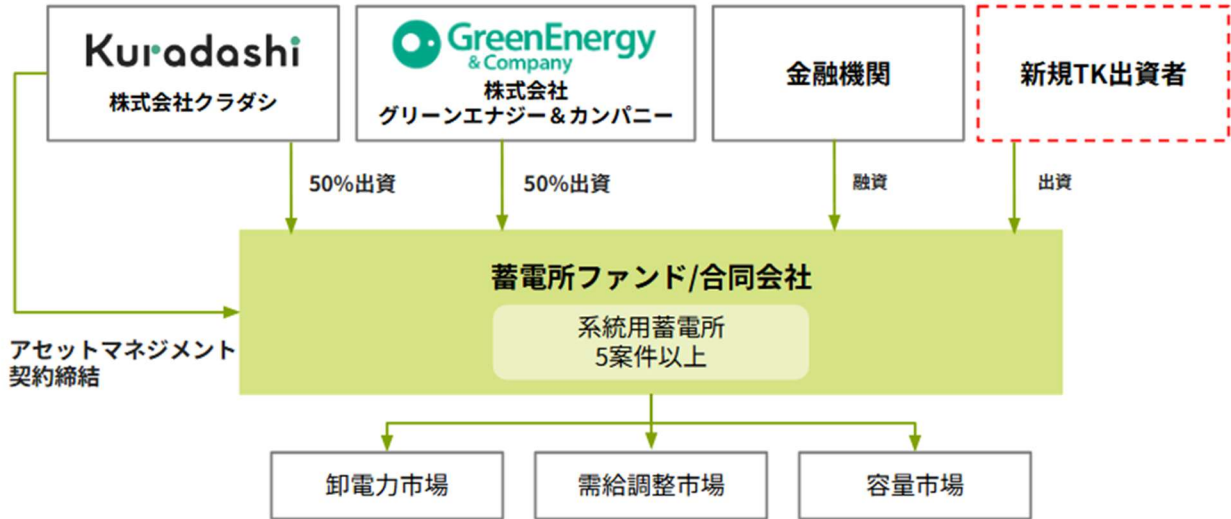 Kuradashi
株式会社クラダシ
GreenEnergy
& Company
株式会社
グリーンエナジー＆カンパニー
金融機関
新規TK出資者
50%出資
50%出資
融資
出資
蓄電所ファンド/合同会社
系統用蓄電所
5案件以上
アセットマネジメント
契約締結
卸電力市場
需給調整市場
容量市場